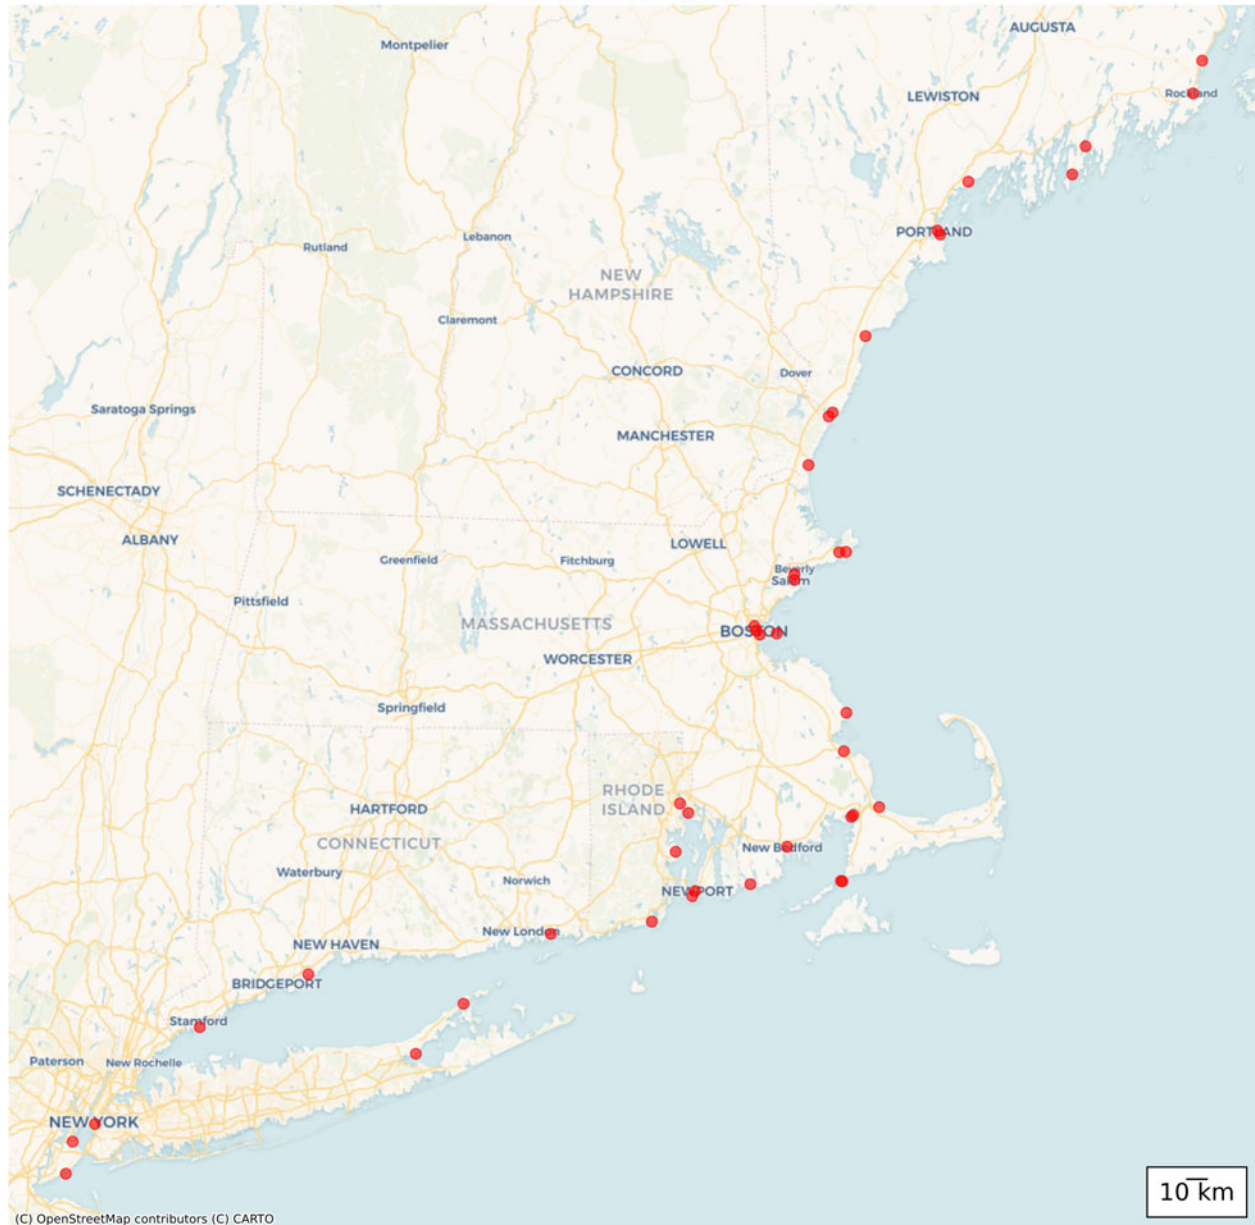 AUGUSTA
Montpelier
Rockland
LEWISTON
PORTLAND
Lebanon
Rutland
NEW
HAMPSHIRE
Claremont
CONCORD
Dover
Saratoga Springs
MANCHESTER
SCHENECTADY
ALBANY
LOWELL
Greenfield
Fitchburg
Beverly
Salem
Pittsfield
MASSACHUSETTS
BOSTON
WORCESTER
Springfield
RHODE
ISLAND
HARTFORD
CONNECTICUT
New Bedford
Waterbury
Norwich
NEWPORT
New London
NEW HAVEN
BRIDGEPORT
Stamford
Paterson
New Rochelle
NEW YORK
10 km
(C) OpenStreetMap contributors (C) CARTO